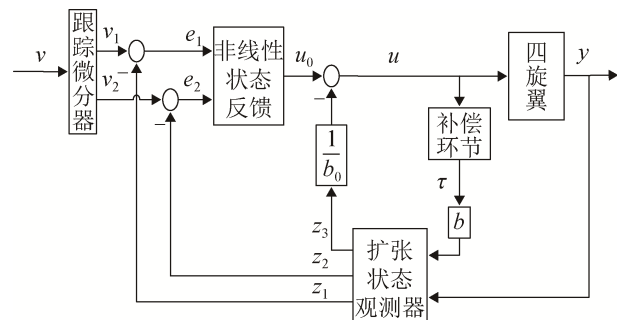 v
跟踪微分器
v₁
v₂
−
−
e₁
e₂
非线性
状态
反馈
u₀
−
u
四旋翼
y
补偿
环节
τ
b
1
b₀
z₃
z₂
z₁
扩张
状态
观测器